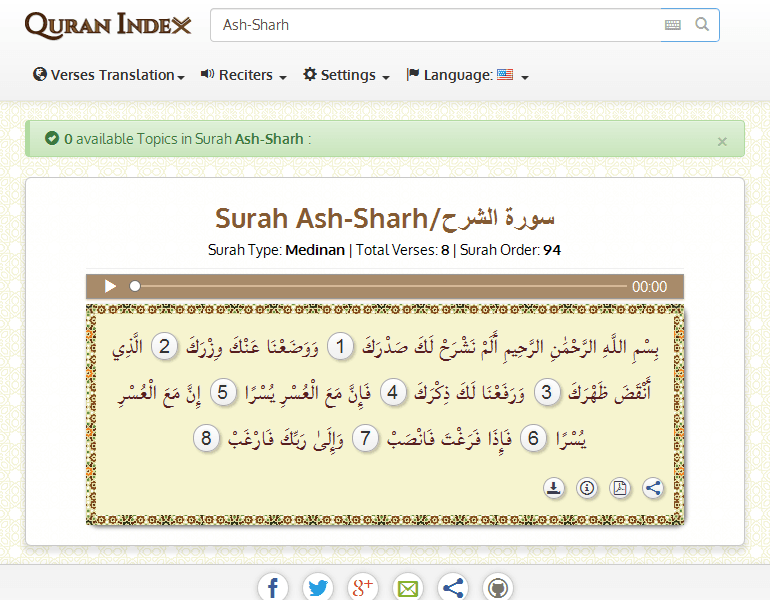 QURAN INDEX
Ash-Sharh
Verses Translation
Reciters
Settings
Language:
0 available Topics in Surah Ash-Sharh :
×
Surah Ash-Sharh/سورة الشرح
Surah Type: Medinan | Total Verses: 8 | Surah Order: 94
00:00
بِسْمِ اللَّهِ الرَّحْمَٰنِ الرَّحِيمِ أَلَمْ نَشْرَحْ لَكَ صَدْرَكَ 1 وَوَضَعْنَا عَنْكَ وِزْرَكَ 2 الَّذِي
أَنْقَضَ ظَهْرَكَ 3 وَرَفَعْنَا لَكَ ذِكْرَكَ 4 فَإِنَّ مَعَ الْعُسْرِ يُسْرًا 5 إِنَّ مَعَ الْعُسْرِ
يُسْرًا 6 فَإِذَا فَرَغْتَ فَانْصَبْ 7 وَإِلَىٰ رَبِّكَ فَارْغَبْ 8